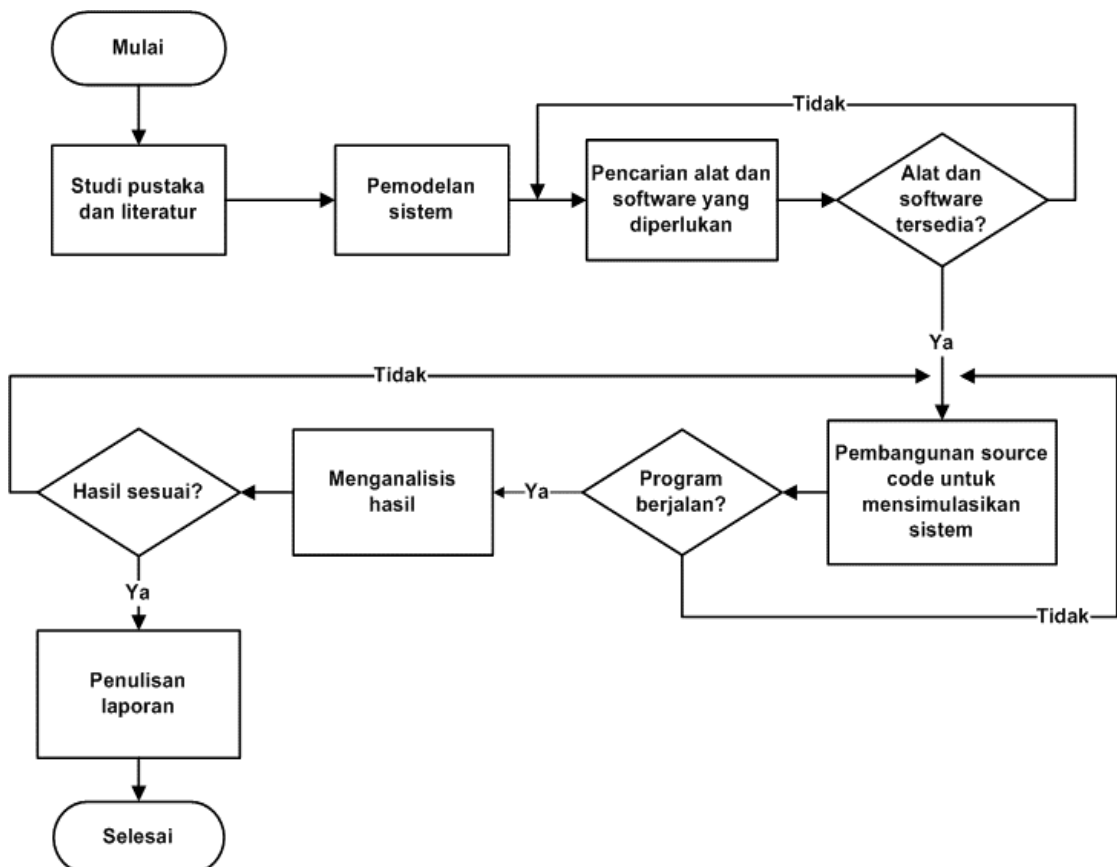 Mulai
Tidak
Studi pustaka
dan literatur
Pemodelan
sistem
Pencarian alat dan
software yang
diperlukan
Alat dan
software
tersedia?
Ya
Tidak
Hasil sesuai?
Menganalisis
hasil
Ya
Program
berjalan?
Pembangunan source
code untuk
mensimulasikan
sistem
Ya
Tidak
Penulisan
laporan
Selesai